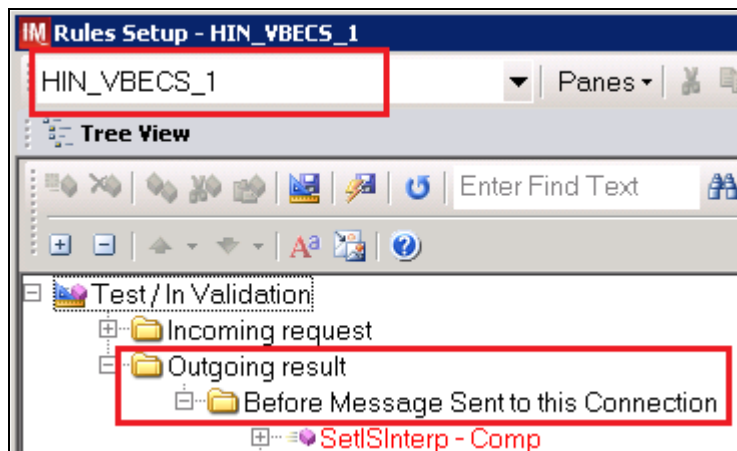 IM Rules Setup - HIN_VBECS_1
HIN_VBECS_1 Panes
Tree View
Enter Find Text
Aa ?
Test / In Validation
Incoming request
Outgoing result
Before Message Sent to this Connection
SetISInterp - Comp